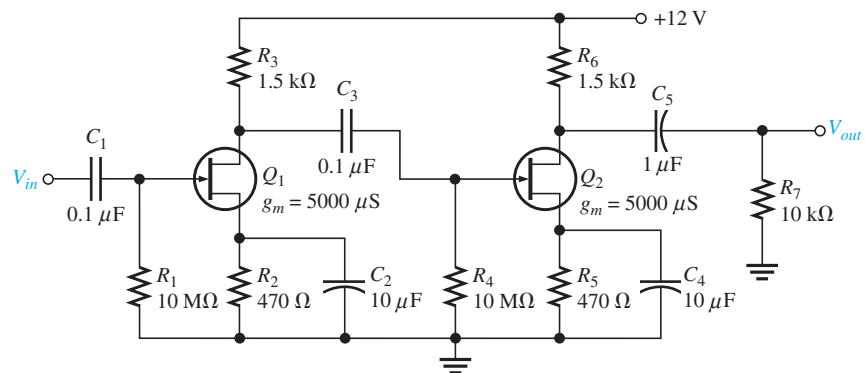 +12 V
R3
1.5 kΩ
R6
1.5 kΩ
C3
0.1 μF
C5
1 μF
Vout
C1
Vin
0.1 μF
Q1
gm = 5000 μS
Q2
gm = 5000 μS
R7
10 kΩ
R1
10 MΩ
R2
470 Ω
C2
10 μF
R4
10 MΩ
R5
470 Ω
C4
10 μF